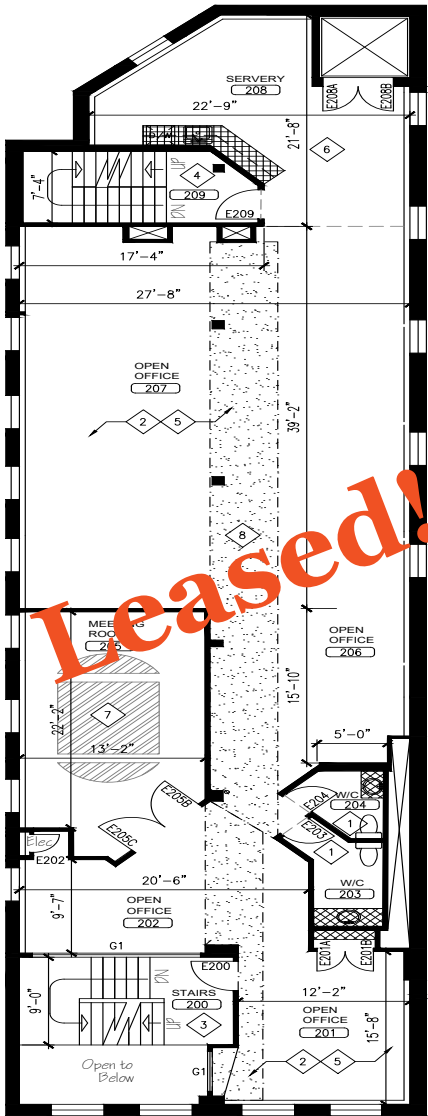 SERVERY
208
22'-9"
E208A
E208B
21'-8"
6
D/W
UP
4
7'-4"
209
DN
E209
17'-4"
27'-8"
OPEN
OFFICE
207
2 5
39'-2"
8
Leased!
MEETING
ROOM
205
OPEN
OFFICE
206
15'-10"
22'-2"
7
13'-2"
5'-0"
E205B
E204
W/C
204
E205C
E203
1
1
Elec.
E202
W/C
203
20'-6"
9'-7"
OPEN
OFFICE
202
G1
E200
E201A
E201B
STAIRS
200
9'-0"
UP
3
12'-2"
OPEN
OFFICE
201
15'-8"
Open to
Below
G1
2 5